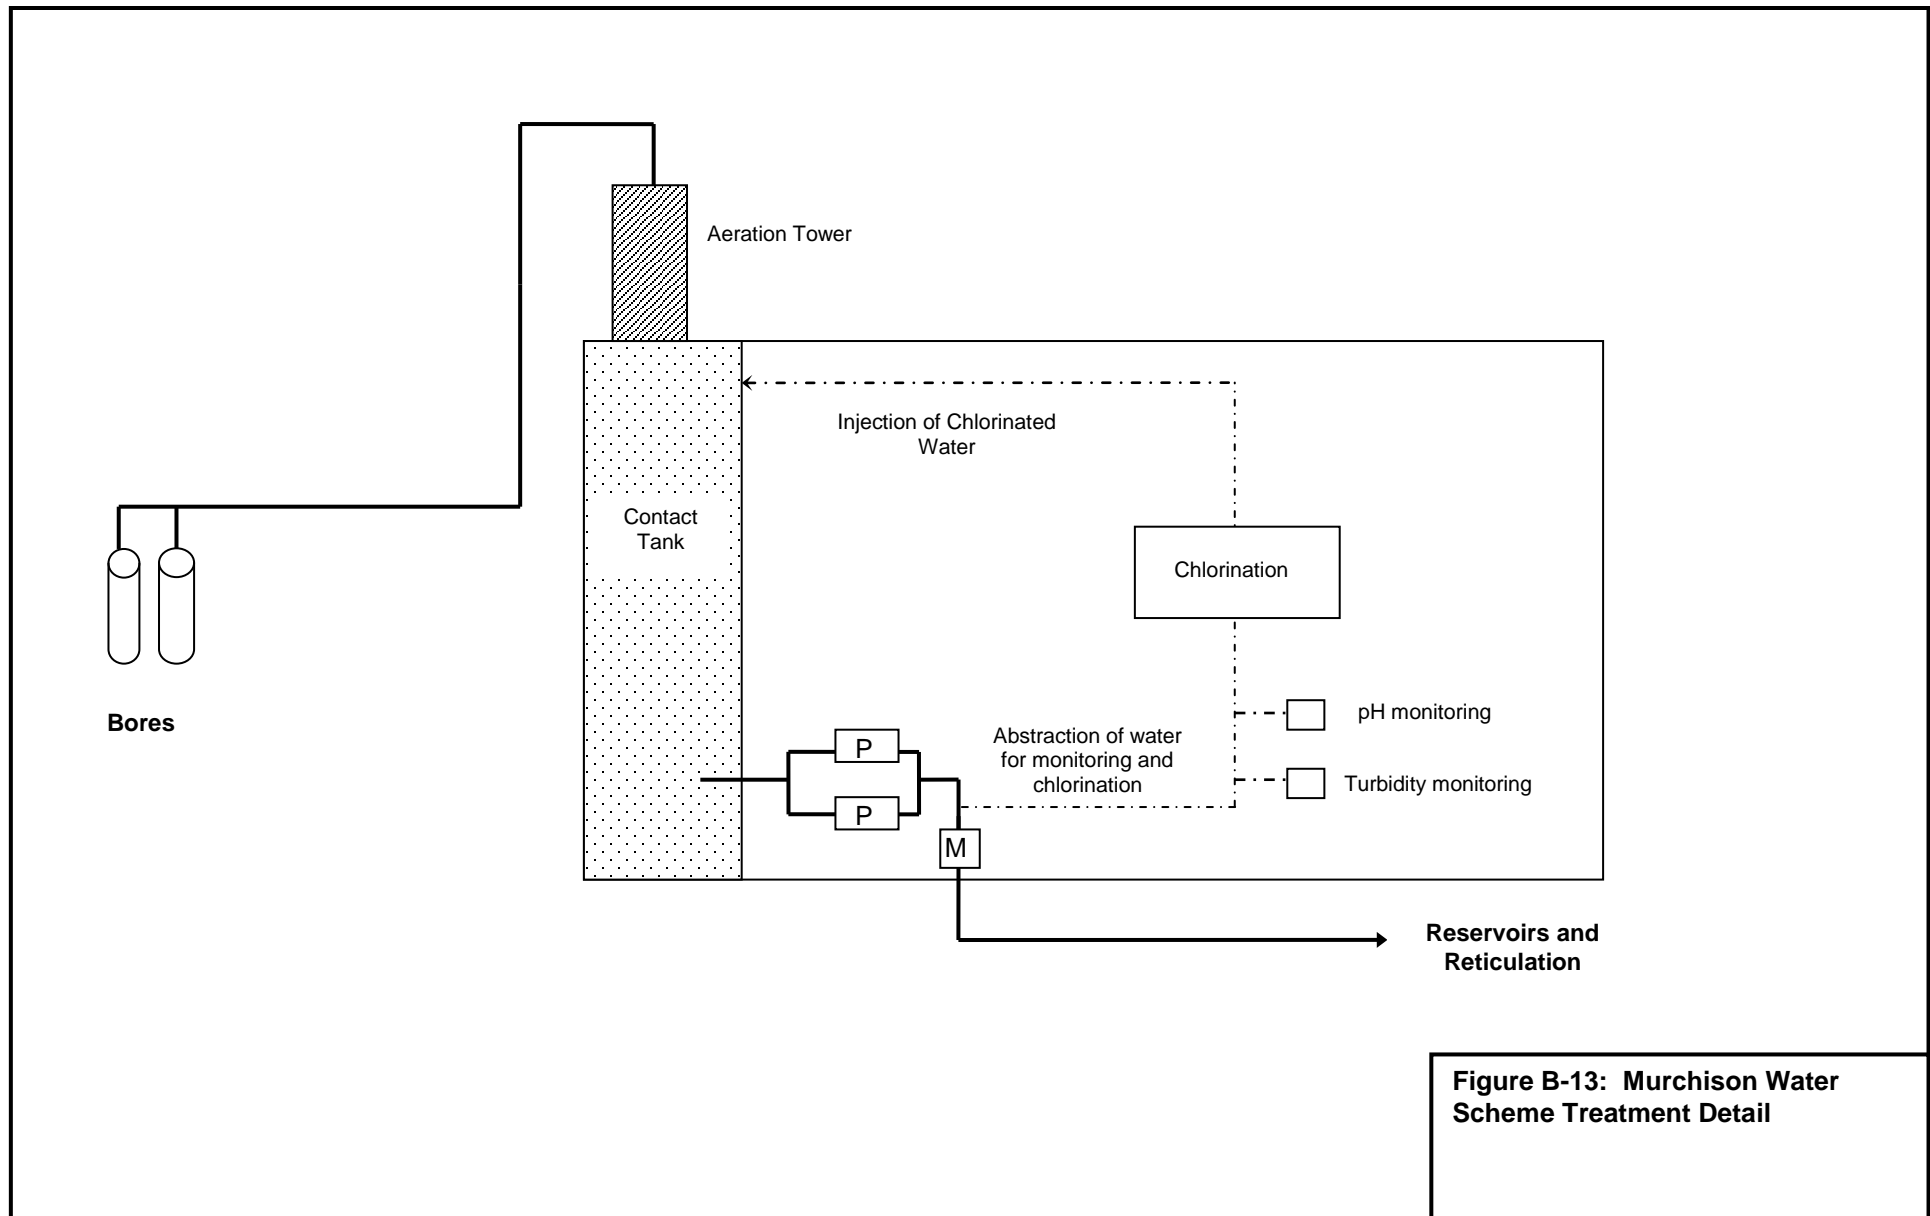 Aeration Tower
Injection of Chlorinated
Water
Contact
Tank
Chlorination
Bores
P
P
M
Abstraction of water
for monitoring and
chlorination
pH monitoring
Turbidity monitoring
Reservoirs and
Reticulation
Figure B-13: Murchison Water
Scheme Treatment Detail